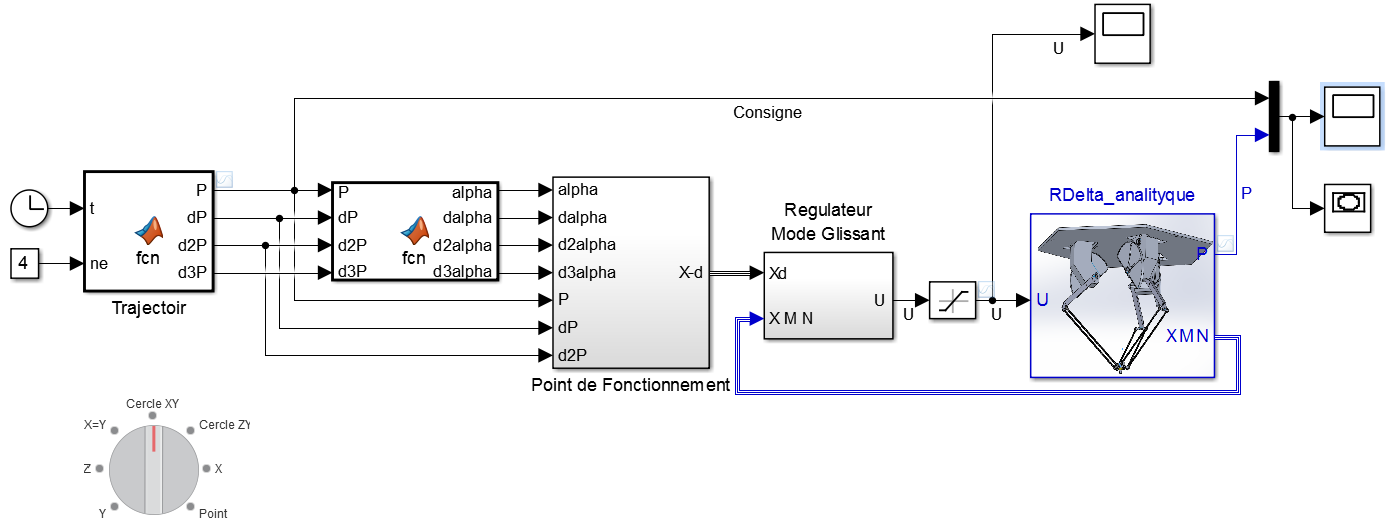 U
Consigne
P
RDelta_analityque
t
ne
P
dP
d2P
d3P
fcn
Trajectoir
4
P
dP
d2P
d3P
fcn
alpha
dalpha
d2alpha
d3alpha
alpha
dalpha
d2alpha
d3alpha
P
dP
d2P
X-d
Point de Fonctionnement
Regulateur
Mode Glissant
Xd
X M N
U
U
U
U
P
XMN
Cercle XY
X=Y
Cercle ZY
Z
X
Y
Point